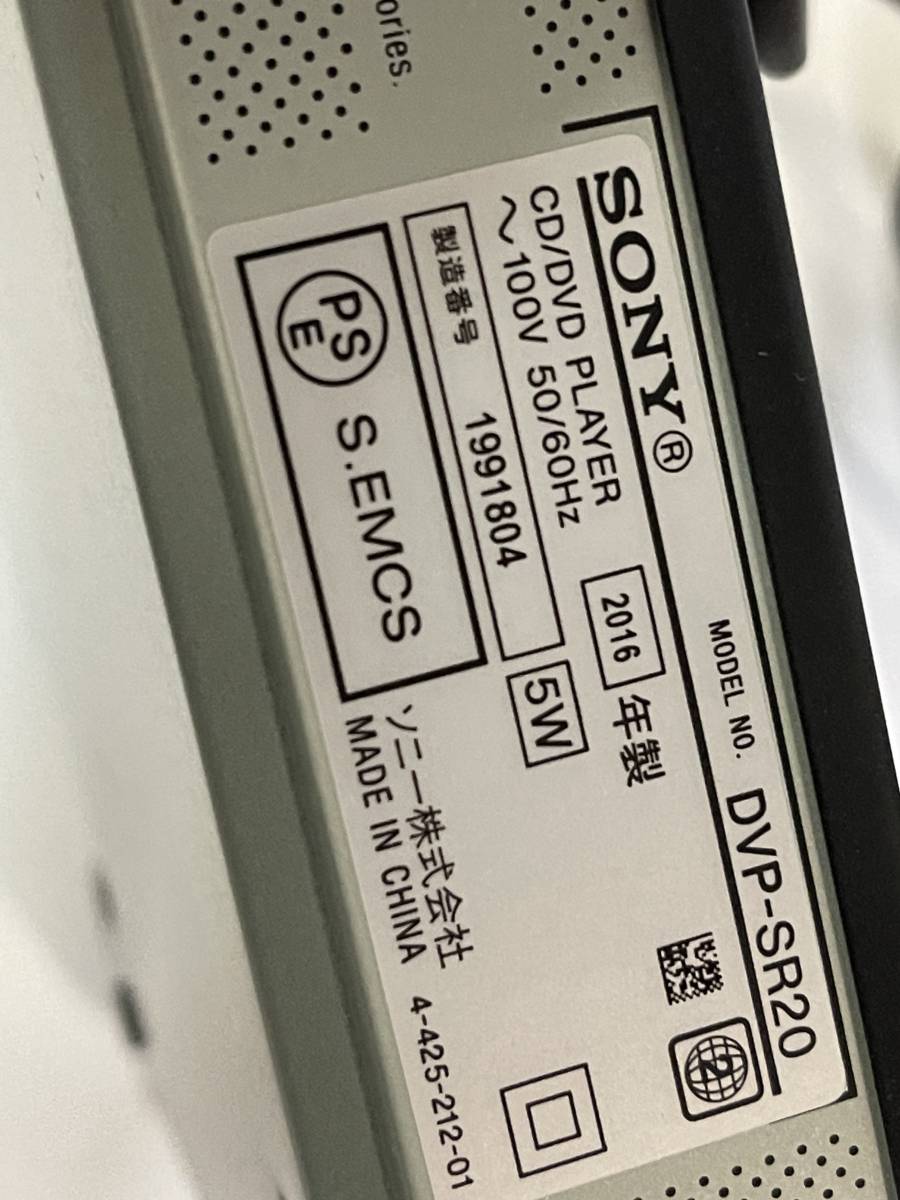 ories.
SONY®
MODEL NO. DVP-SR20
CD/DVD PLAYER
2016 年製
～100V 50/60Hz
5W
製造番号 1991804
PS
E
S.EMCS
ソニー株式会社
MADE IN CHINA 4-425-212-01
2